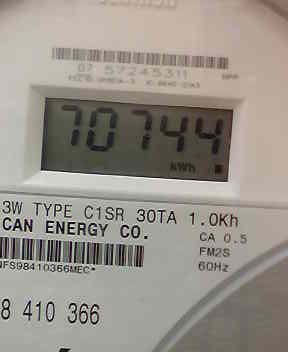 07 57245311
70744
kWh
3W TYPE C1SR 30TA 1.0Kh
CAN ENERGY CO.
CA 0.5
FM2S
NFS98410366MEC*
60Hz
8 410 366